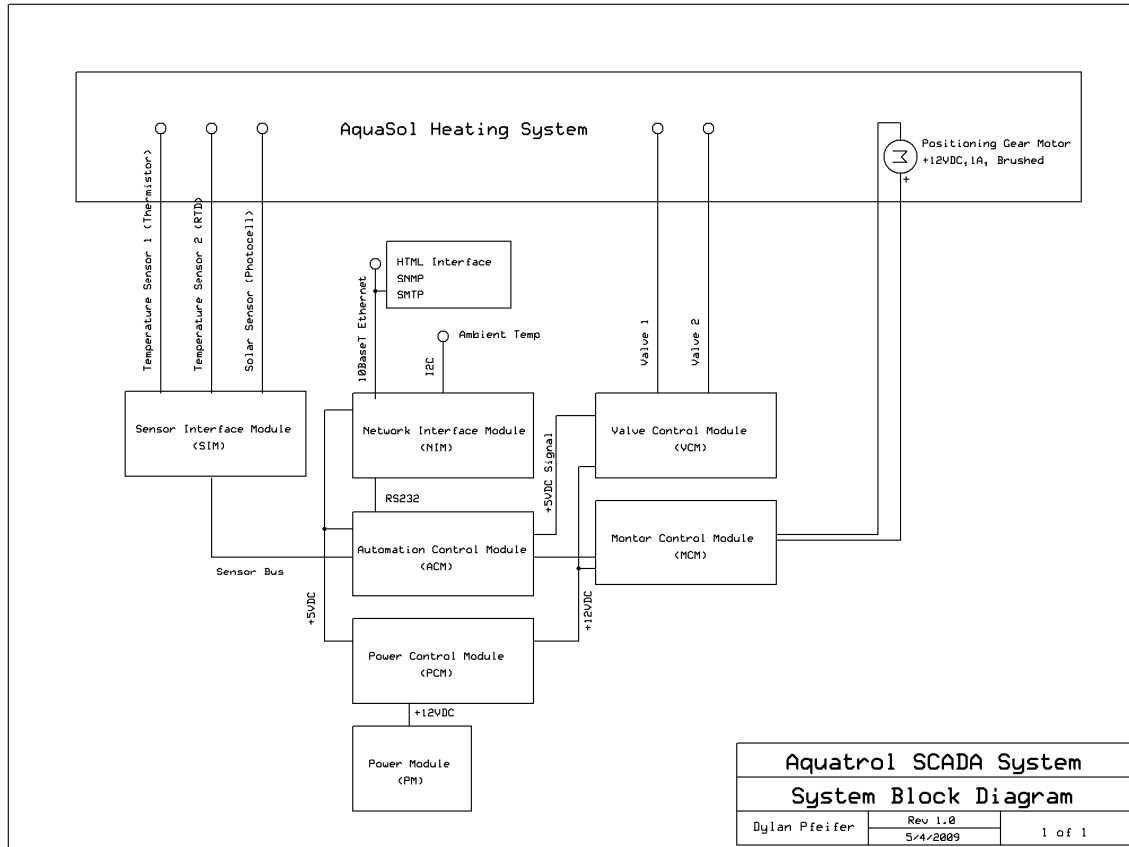 AquaSol Heating System
Positioning Gear Motor
+12VDC,1A, Brushed
M
+
Temperature Sensor 1 (Thermistor)
Temperature Sensor 2 (RTD)
Solar Sensor (Photocell)
10BaseT Ethernet
HTML Interface
SNMP
SMTP
I2C
Ambient Temp
Valve 1
Valve 2
Sensor Interface Module
(SIM)
Network Interface Module
(NIM)
Valve Control Module
(VCM)
+5VDC Signal
RS232
Automation Control Module
(ACM)
Montor Control Module
(MCM)
Sensor Bus
+5VDC
+12VDC
Power Control Module
(PCM)
+12VDC
Power Module
(PM)
Aquatrol SCADA System
System Block Diagram
Dylan Pfeifer
Rev 1.0
5/4/2009
1 of 1